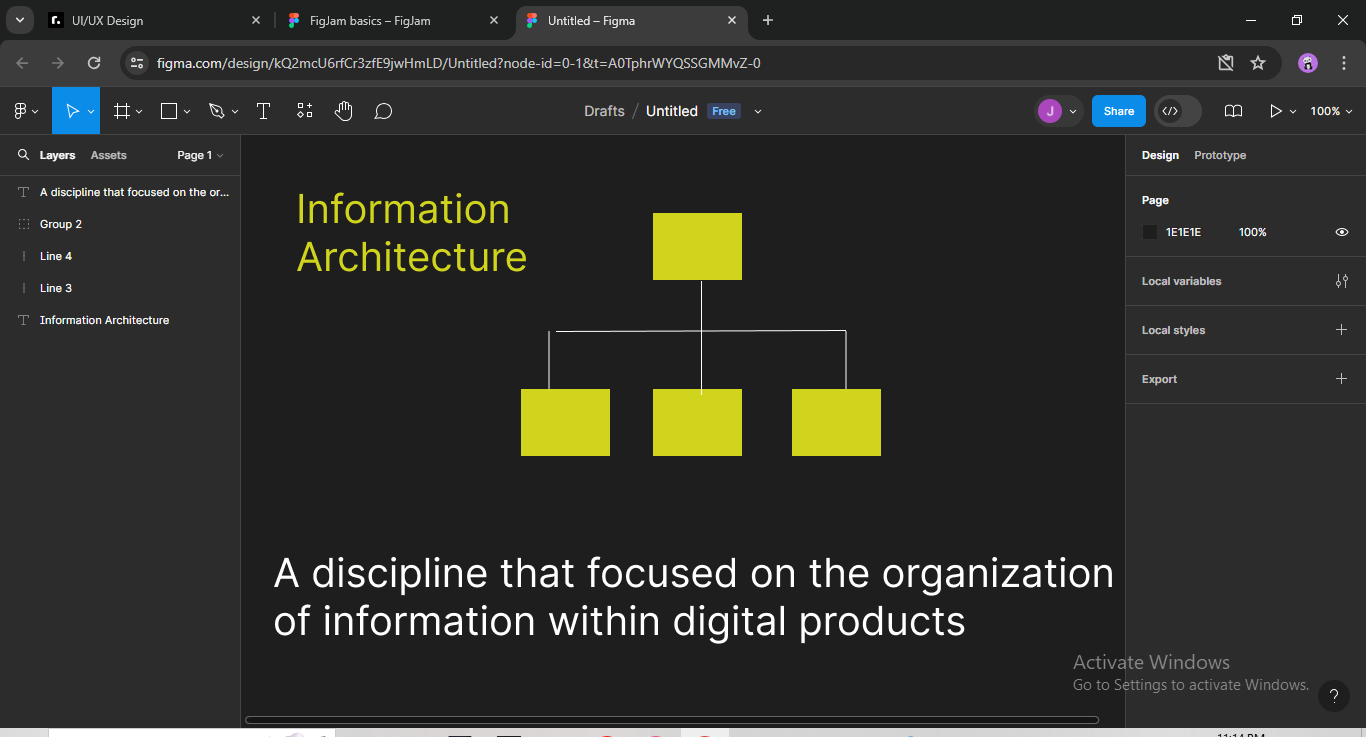 UI/UX Design
FigJam basics – FigJam
Untitled – Figma
figma.com/design/kQ2mcU6rfCr3zfE9jwHmLD/Untitled?node-id=0-1&t=A0TphrWYQSSGMMvZ-0
Drafts / Untitled Free
J
Share
100%
Layers Assets Page 1
A discipline that focused on the or...
Group 2
Line 4
Line 3
Information Architecture
Information
Architecture
A discipline that focused on the organization
of information within digital products
Design Prototype
Page
1E1E1E 100%
Local variables
Local styles
Export
Activate Windows
Go to Settings to activate Windows.
?